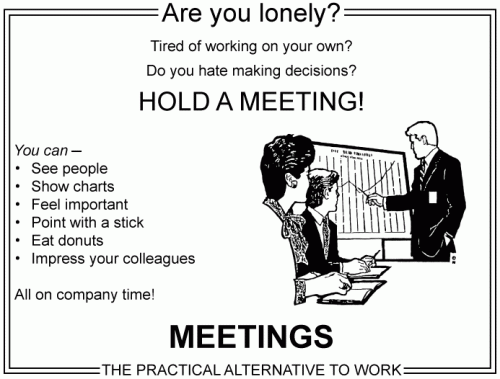 Are you lonely?
Tired of working on your own?
Do you hate making decisions?
HOLD A MEETING!
You can –
• See people
• Show charts
• Feel important
• Point with a stick
• Eat donuts
• Impress your colleagues
All on company time!
MEETINGS
THE PRACTICAL ALTERNATIVE TO WORK